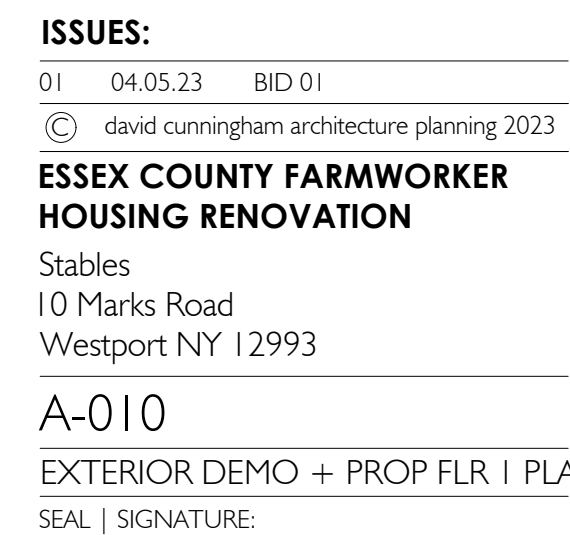 ISSUES:
01 04.05.23 BID 01
© david cunningham architecture planning 2023
ESSEX COUNTY FARMWORKER
HOUSING RENOVATION
Stables
10 Marks Road
Westport NY 12993
A-010
EXTERIOR DEMO + PROP FLR 1 PLA
SEAL | SIGNATURE: